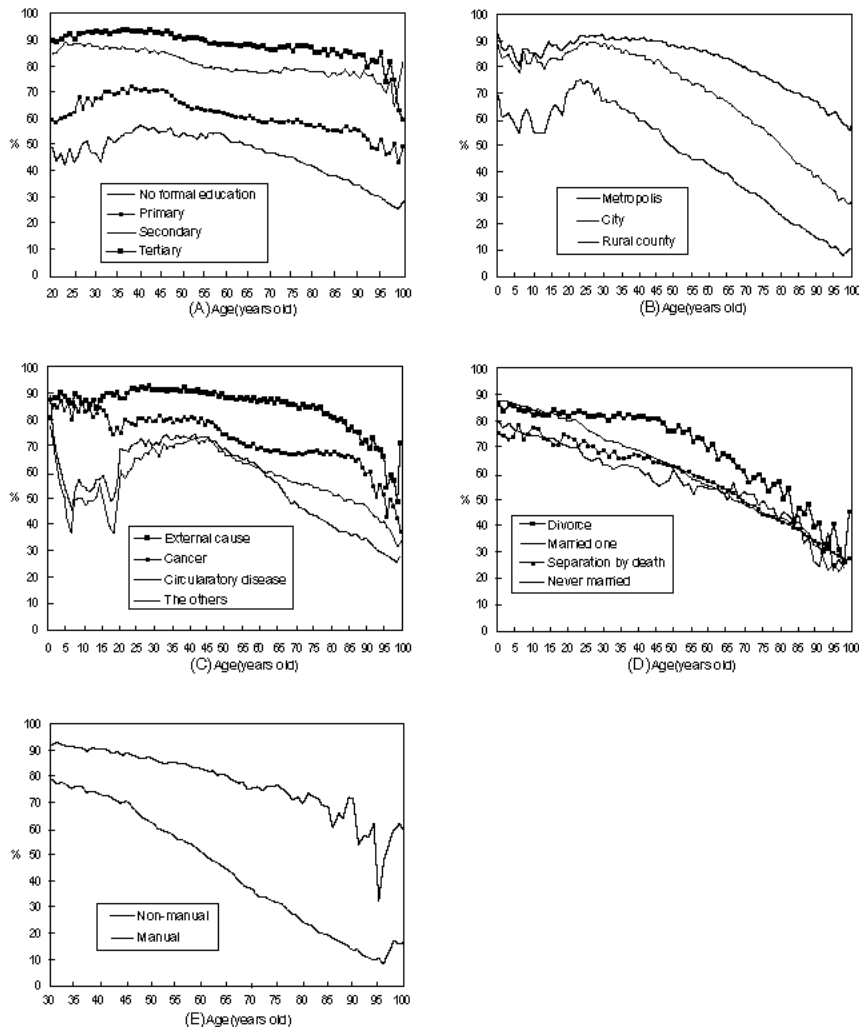 100
90
80
70
60
50
%
40
30
20
10
0
No formal education
Primary
Secondary
Tertiary
20 25 30 35 40 45 50 55 60 65 70 75 80 85 90 95 100
(A)Age(years old)
100
90
80
70
60
50
%
40
30
20
10
0
Metropolis
City
Rural county
0 5 10 15 20 25 30 35 40 45 50 55 60 65 70 75 80 85 90 95 100
(B)Age(years old)
100
90
80
70
60
%
50
40
30
20
10
0
External cause
Cancer
Circularatory disease
The others
0 5 10 15 20 25 30 35 40 45 50 55 60 65 70 75 80 85 90 95 100
(C)Age(years old)
100
90
80
70
60
%
50
40
30
20
10
0
Divorce
Married one
Separation by death
Never married
0 5 10 15 20 25 30 35 40 45 50 55 60 65 70 75 80 85 90 95 100
(D)Age(years old)
100
90
80
70
60
50
%
40
30
20
10
0
Non-manual
Manual
30 35 40 45 50 55 60 65 70 75 80 85 90 95 100
(E)Age(years old)